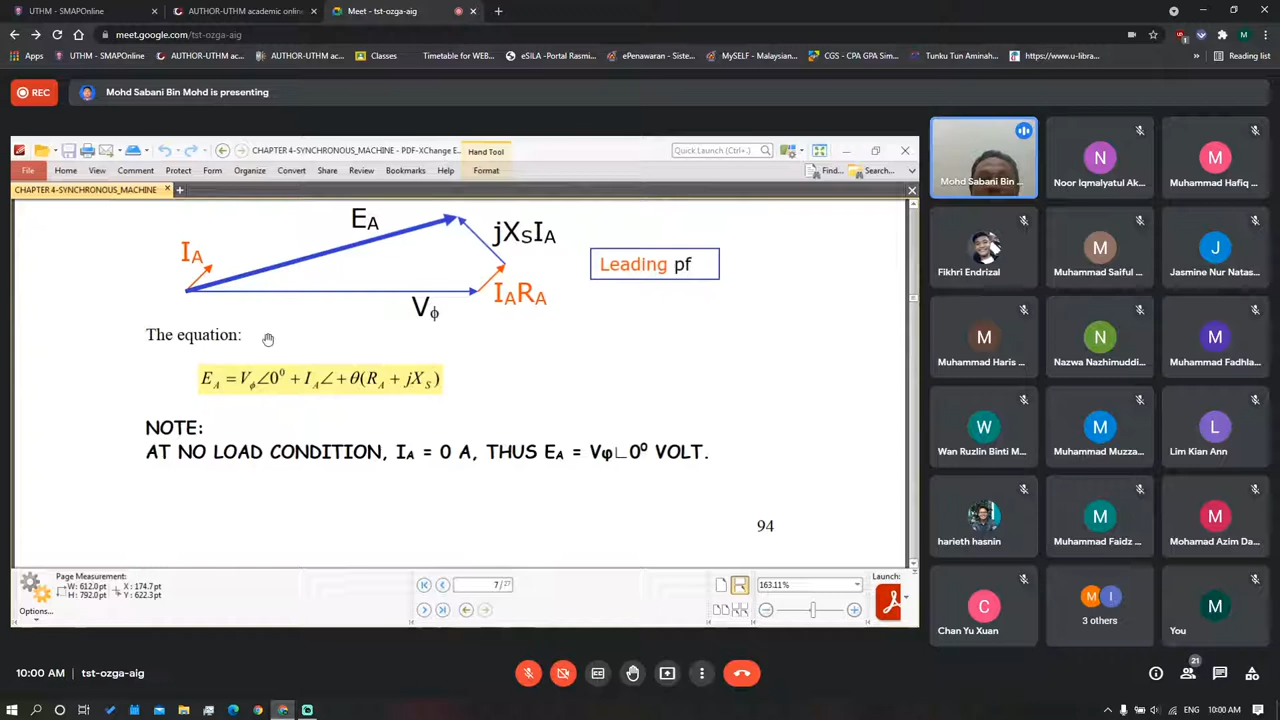 UTHM - SMAPOnline
AUTHOR-UTHM academic onlin
Meet - tst-ozga-aig
meet.google.com/tst-ozga-aig
Apps
UTHM - SMAPOnline
AUTHOR-UTHM ac...
AUTHOR-UTHM ac...
Classes
Timetable for WEB...
eSILA -Portal Rasmi...
ePenawaran - Siste...
MySELF - Malaysian...
CGS - CPA GPA Sim...
Tunku Tun Aminah...
https://www.u-libra...
»
Reading list
REC
Mohd Sabani Bin Mohd is presenting
CHAPTER 4-SYNCHRONOUS_MACHINE - PDF-XChange E...
Hand Tool
Quick Launch (Ctrl+.)
File
Home
View
Comment
Protect
Form
Organize
Convert
Share
Review
Bookmarks
Help
Format
Find...
Search...
CHAPTER 4-SYNCHRONOUS_MACHINE
EA
IA
jXSIA
Leading pf
IARA
Vϕ
The equation:
EA = Vϕ∠0⁰ + IA∠ + θ(RA + jXS)
NOTE:
AT NO LOAD CONDITION, IA = 0 A, THUS EA = Vφ∟0⁰ VOLT.
94
Options...
Page Measurement:
W: 612.0 pt
X: 174.7 pt
H: 792.0 pt
Y: 622.3 pt
7/27
163.11%
Launch:
Mohd Sabani Bin ...
N
Noor Iqmalyatul Ak...
M
Muhammad Hafiq ...
Fikhri Endrizal
M
Muhammad Saiful ...
J
Jasmine Nur Natas...
M
Muhammad Haris ...
N
Nazwa Nazhimuddi...
M
Muhammad Fadhla...
W
Wan Ruzlin Binti M...
M
Muhammad Muzza...
L
Lim Kian Ann
harieth hasnin
M
Muhammad Faidz ...
M
Mohamad Azim Da...
C
Chan Yu Xuan
M
I
3 others
M
You
10:00 AM
tst-ozga-aig
21
ENG
10:00 AM